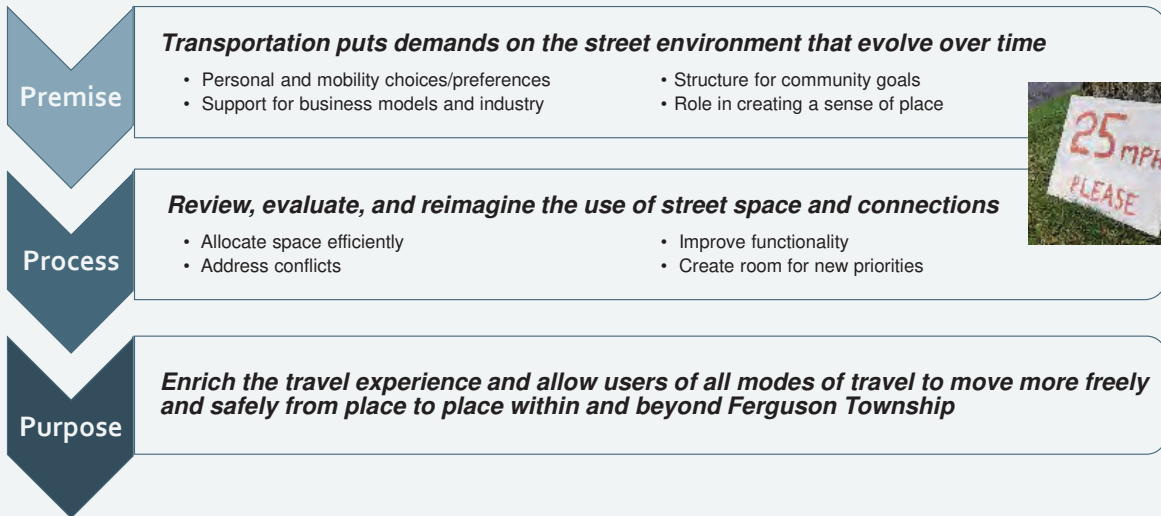 Premise
Transportation puts demands on the street environment that evolve over time
• Personal and mobility choices/preferences
• Support for business models and industry
• Structure for community goals
• Role in creating a sense of place
25 MPH
PLEASE
Process
Review, evaluate, and reimagine the use of street space and connections
• Allocate space efficiently
• Address conflicts
• Improve functionality
• Create room for new priorities
Purpose
Enrich the travel experience and allow users of all modes of travel to move more freely
and safely from place to place within and beyond Ferguson Township